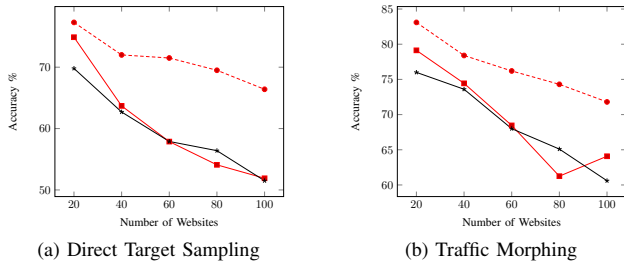 70
60
50
Accuracy %
20 40 60 80 100
Number of Websites
(a) Direct Target Sampling
85
80
75
70
65
60
Accuracy %
20 40 60 80 100
Number of Websites
(b) Traffic Morphing